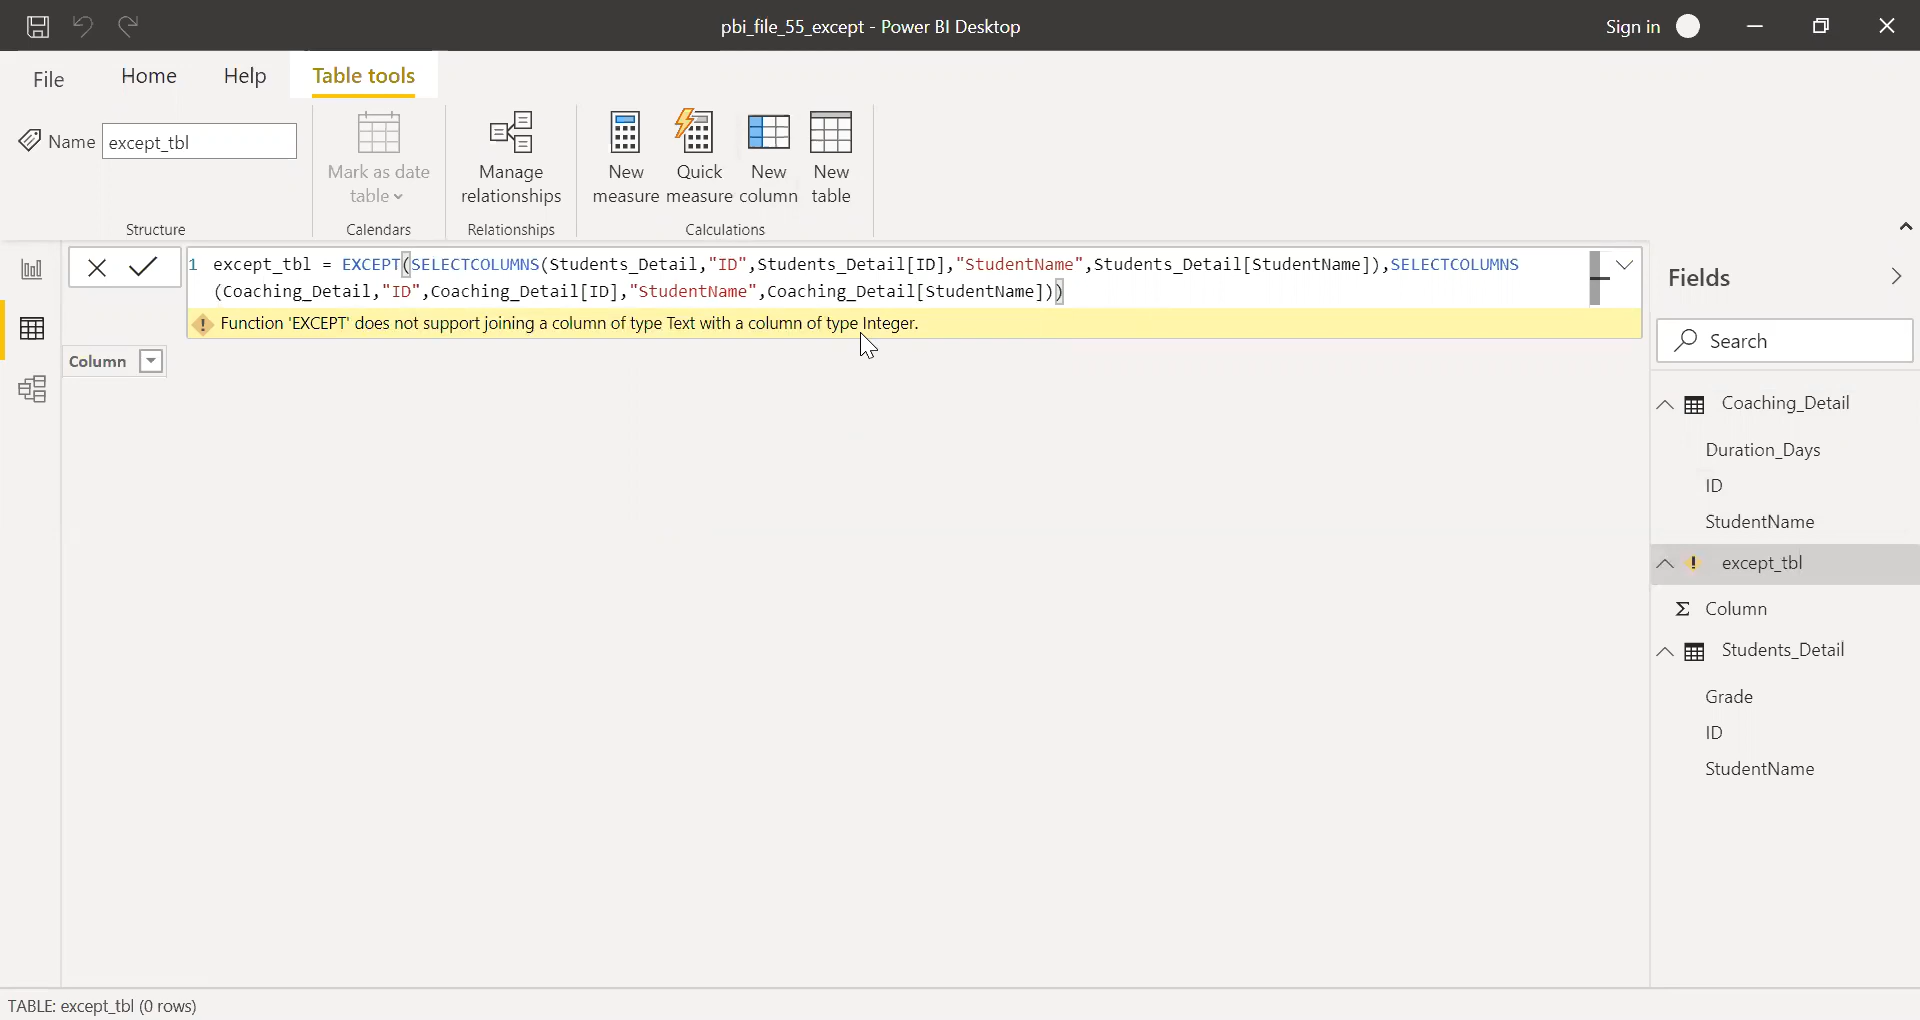 pbi_file_55_except - Power BI Desktop
Sign in
File
Home
Help
Table tools
Name
except_tbl
Mark as date
table
Manage
relationships
New
measure
Quick
measure
New
column
New
table
Structure
Calendars
Relationships
Calculations
1 except_tbl = EXCEPT(SELECTCOLUMNS(Students_Detail,"ID",Students_Detail[ID],"StudentName",Students_Detail[StudentName]),SELECTCOLUMNS
(Coaching_Detail,"ID",Coaching_Detail[ID],"StudentName",Coaching_Detail[StudentName]))
Function 'EXCEPT' does not support joining a column of type Text with a column of type Integer.
Column
Fields
Search
Coaching_Detail
Duration_Days
ID
StudentName
except_tbl
Σ Column
Students_Detail
Grade
ID
StudentName
TABLE: except_tbl (0 rows)